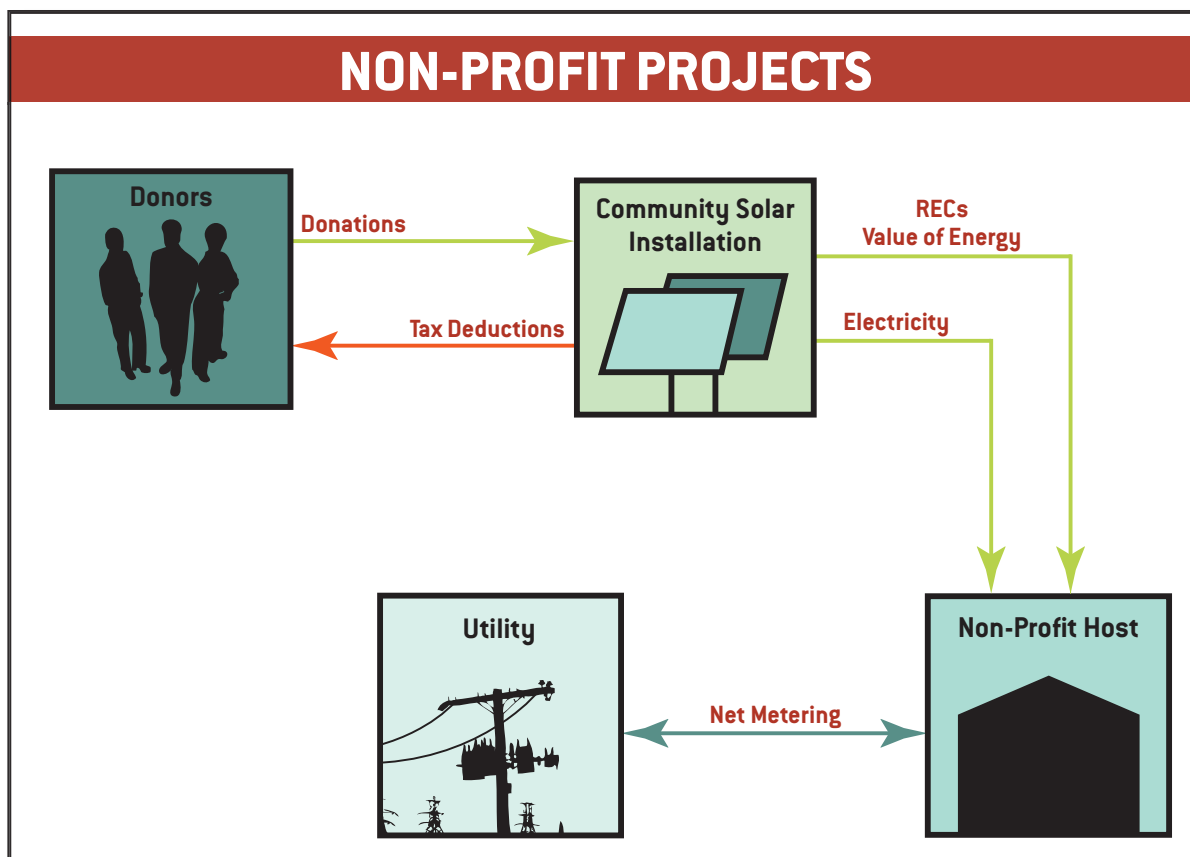 NON-PROFIT PROJECTS
Donors
Donations
Tax Deductions
Community Solar
Installation
RECs
Value of Energy
Electricity
Utility
Net Metering
Non-Profit Host